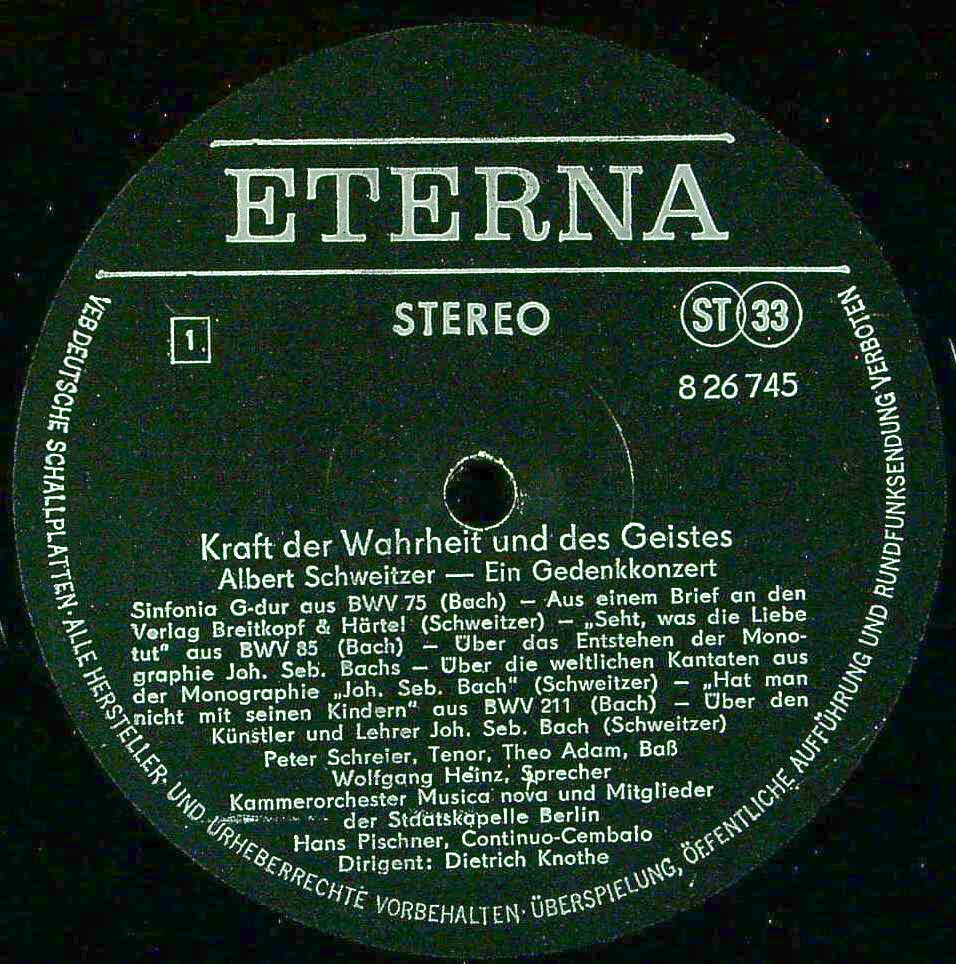 ETERNA
STEREO
ST 33
1
8 26 745
Kraft der Wahrheit und des Geistes
Albert Schweitzer — Ein Gedenkkonzert
Sinfonia G-dur aus BWV 75 (Bach) — Aus einem Brief an den
Verlag Breitkopf & Härtel (Schweitzer) — „Seht, was die Liebe
tut" aus BWV 85 (Bach) — Über das Entstehen der Mono-
graphie Joh. Seb. Bachs — Über die weltlichen Kantaten aus
der Monographie „Joh. Seb. Bach" (Schweitzer) — „Hat man
nicht mit seinen Kindern" aus BWV 211 (Bach) — Über den
Künstler und Lehrer Joh. Seb. Bach (Schweitzer)
Peter Schreier, Tenor, Theo Adam, Baß
Wolfgang Heinz, Sprecher
Kammerorchester Musica nova und Mitglieder
der Staatskapelle Berlin
Hans Pischner, Continuo-Cembalo
Dirigent: Dietrich Knothe
VEB DEUTSCHE SCHALLPLATTEN · ALLE HERSTELLER- UND URHEBERRECHTE VORBEHALTEN · ÜBERSPIELUNG, ÖFFENTLICHE AUFFÜHRUNG UND RUNDFUNKSENDUNG VERBOTEN